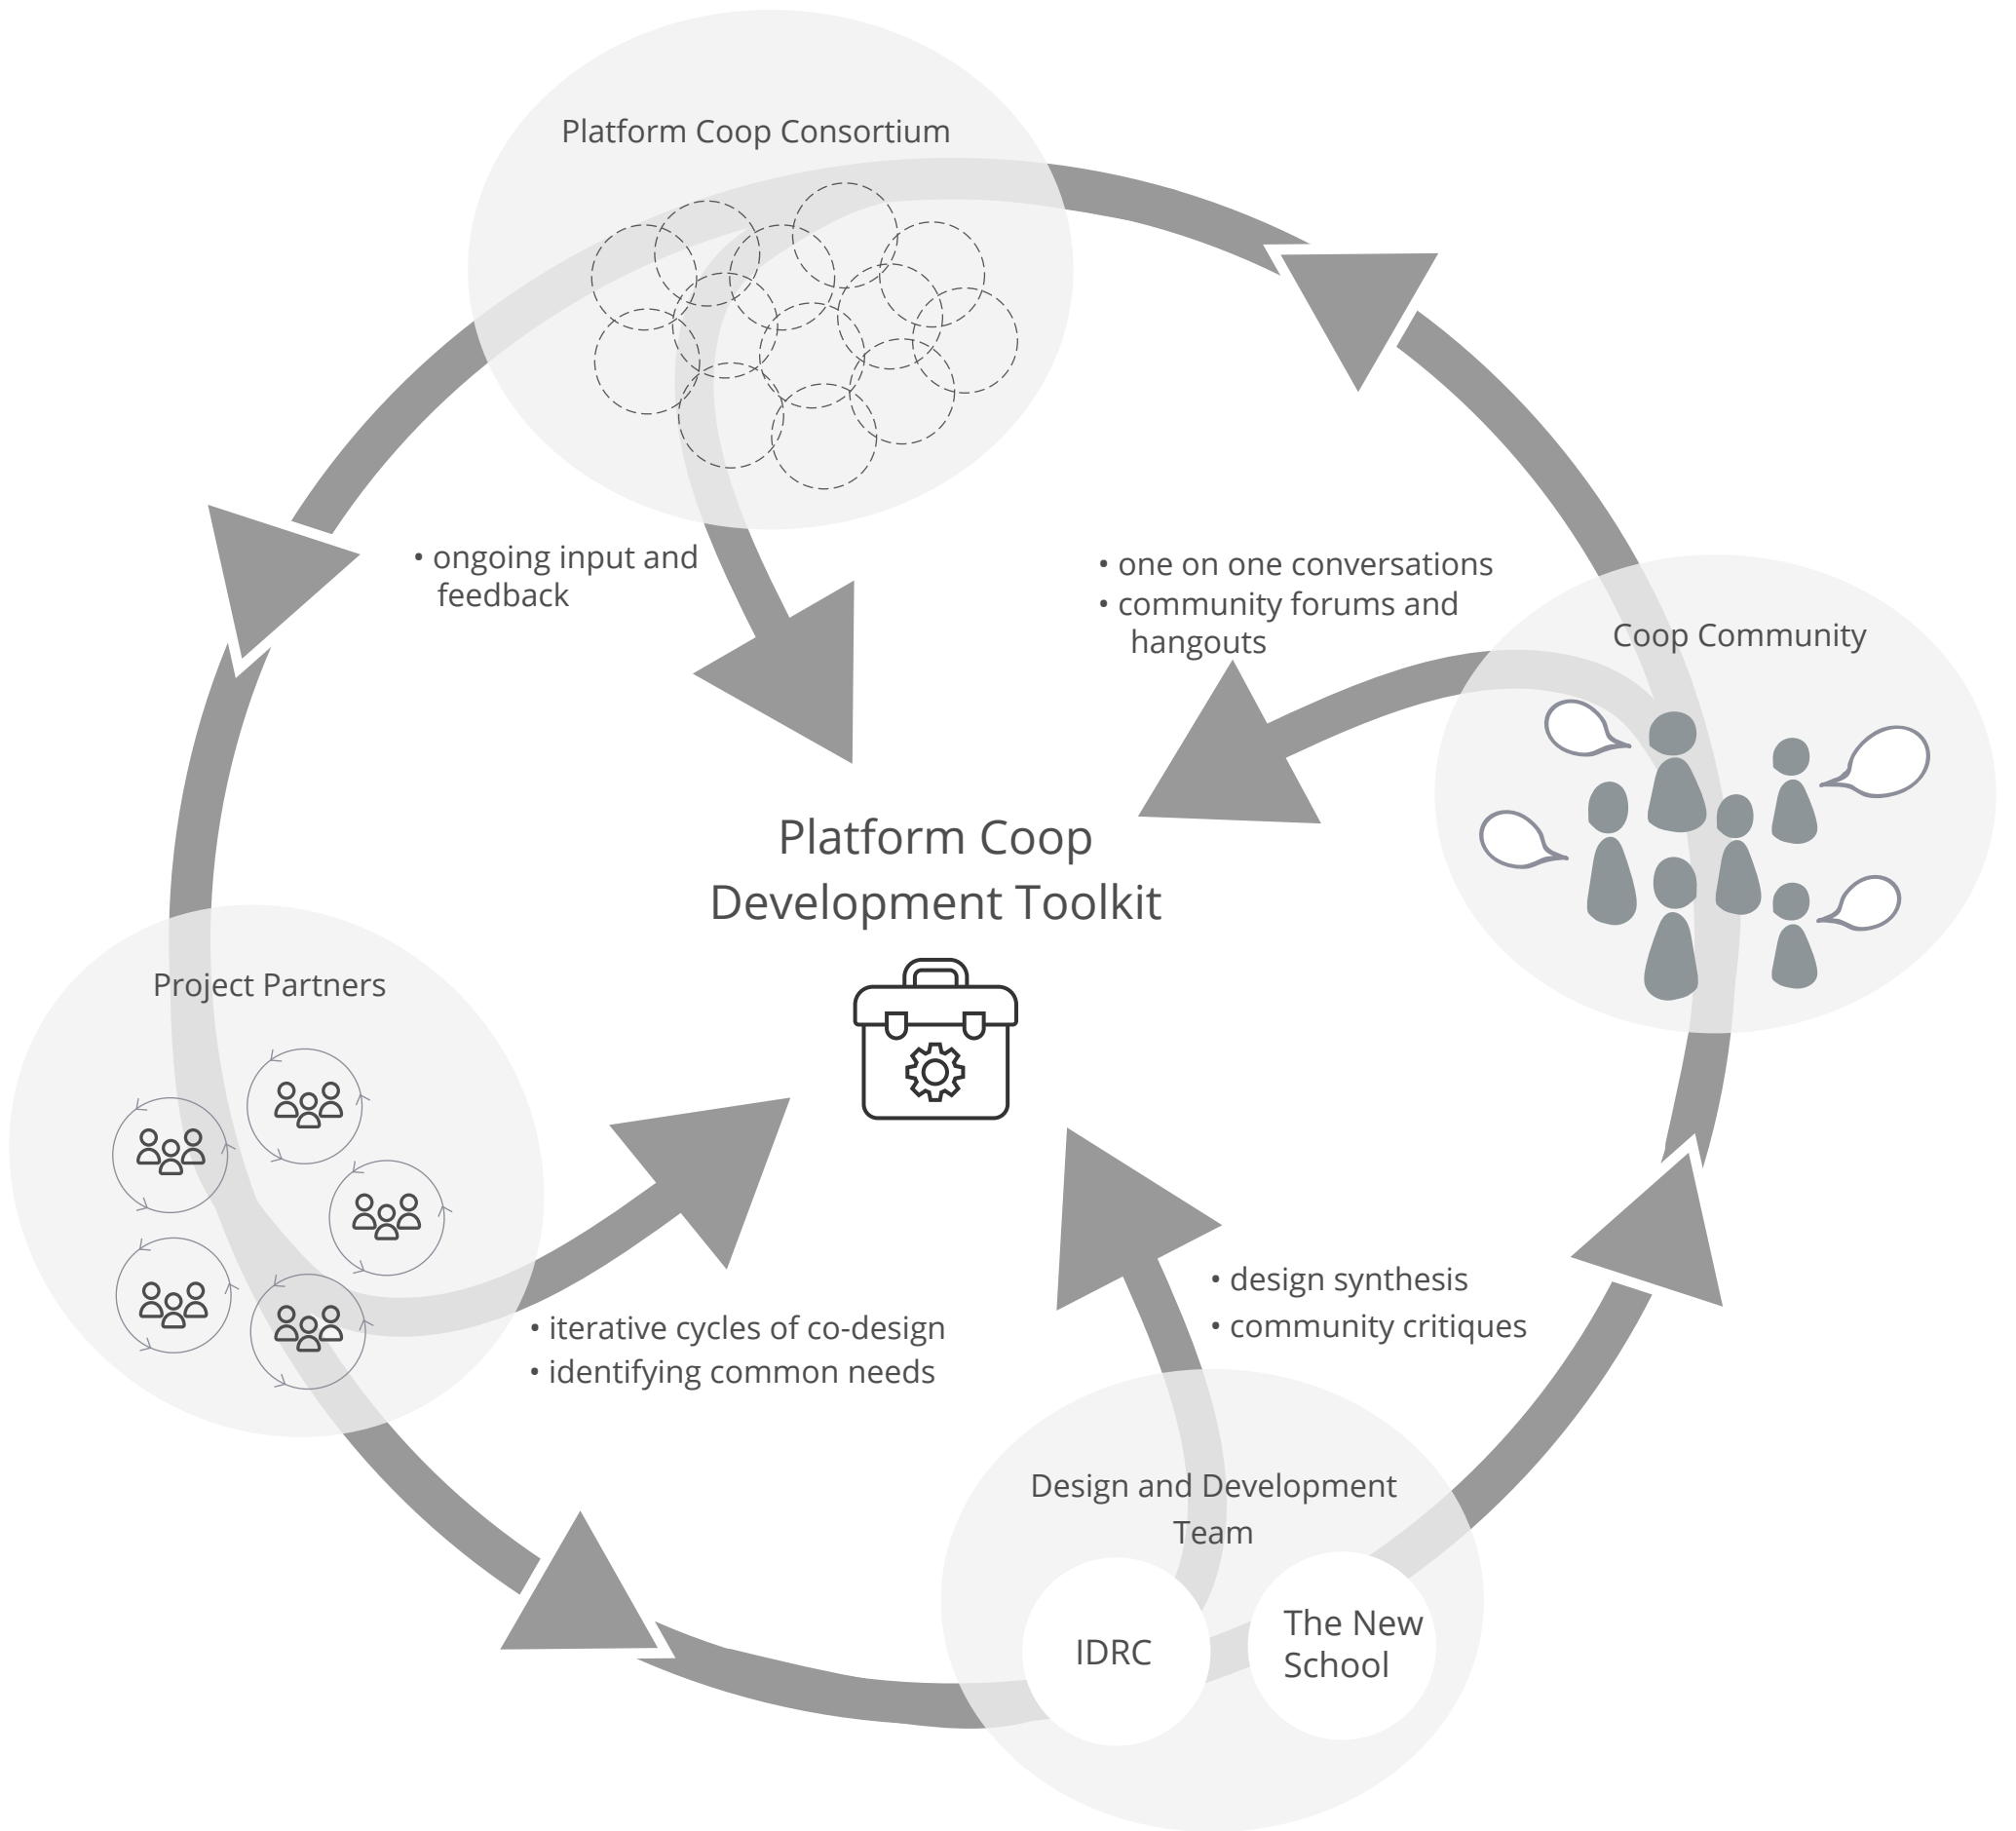 Platform Coop Consortium
• ongoing input and
feedback
• one on one conversations
• community forums and
hangouts
Coop Community
Platform Coop
Development Toolkit
Project Partners
• iterative cycles of co-design
• identifying common needs
• design synthesis
• community critiques
Design and Development
Team
IDRC
The New
School